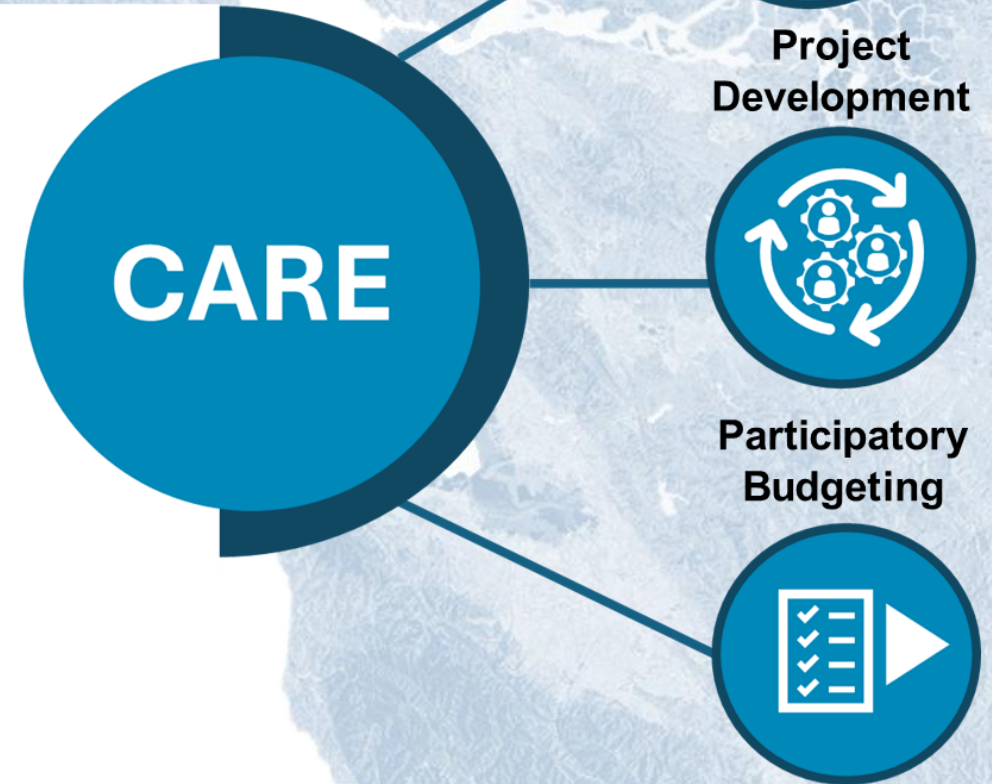 Project
Development
CARE
Participatory
Budgeting